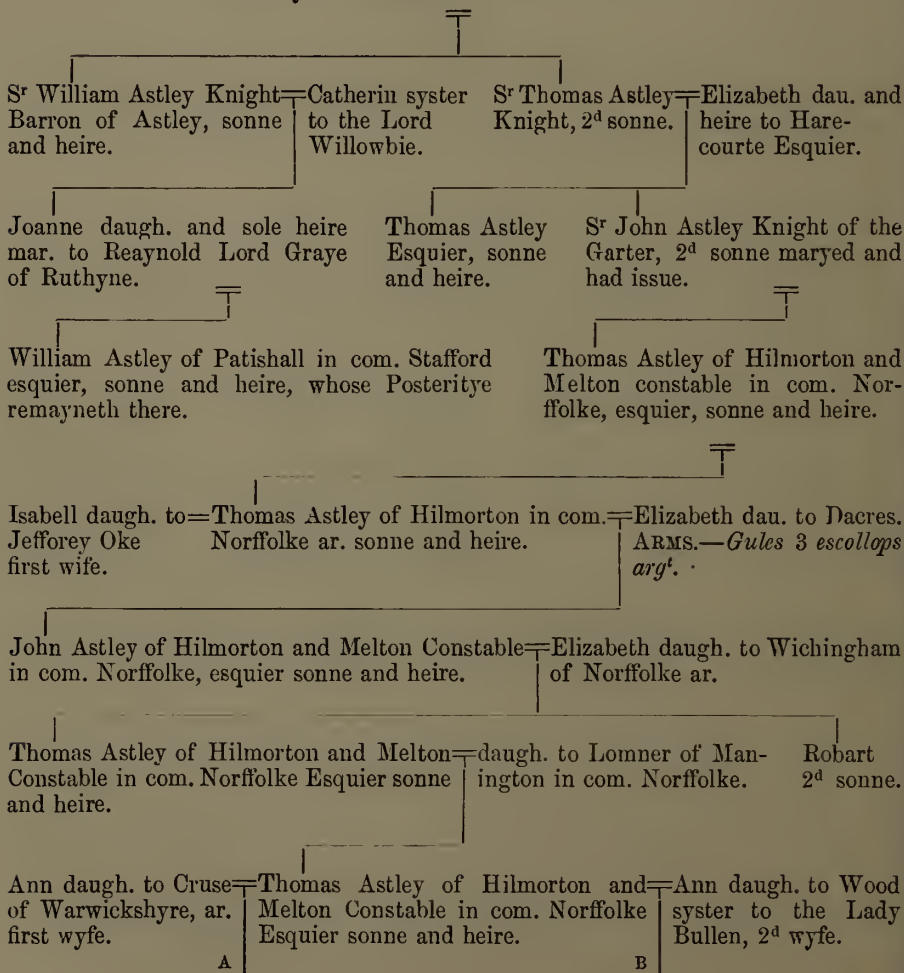 Sr William Astley Knight
Barron of Astley, sonne
and heire.
Catherin syster
to the Lord
Willowbie.
Sr Thomas Astley
Knight, 2d sonne.
Elizabeth dau. and
heire to Hare-
courte Esquier.
Joanne daugh. and sole heire
mar. to Reaynold Lord Graye
of Ruthyne.
Thomas Astley
Esquier, sonne
and heire.
Sr John Astley Knight of the
Garter, 2d sonne maryed and
had issue.
William Astley of Patishall in com. Stafford
esquier, sonne and heire, whose Posteritye
remayneth there.
Thomas Astley of Hilmorton and
Melton constable in com. Nor-
ffolke, esquier, sonne and heire.
Isabell daugh. to
Jefforey Oke
first wife.
Thomas Astley of Hilmorton in com.
Norffolke ar. sonne and heire.
Elizabeth dau. to Dacres.
ARMS.—Gules 3 escollops
argt.
John Astley of Hilmorton and Melton Constable
in com. Norffolke, esquier sonne and heire.
Elizabeth daugh. to Wichingham
of Norffolke ar.
Thomas Astley of Hilmorton and Melton
Constable in com. Norffolke Esquier sonne
and heire.
daugh. to Lomner of Man-
ington in com. Norffolke.
Robart
2d sonne.
Ann daugh. to Cruse
of Warwickshyre, ar.
first wyfe.
Thomas Astley of Hilmorton and
Melton Constable in com. Norffolke
Esquier sonne and heire.
Ann daugh. to Wood
syster to the Lady
Bullen, 2d wyfe.
A
B